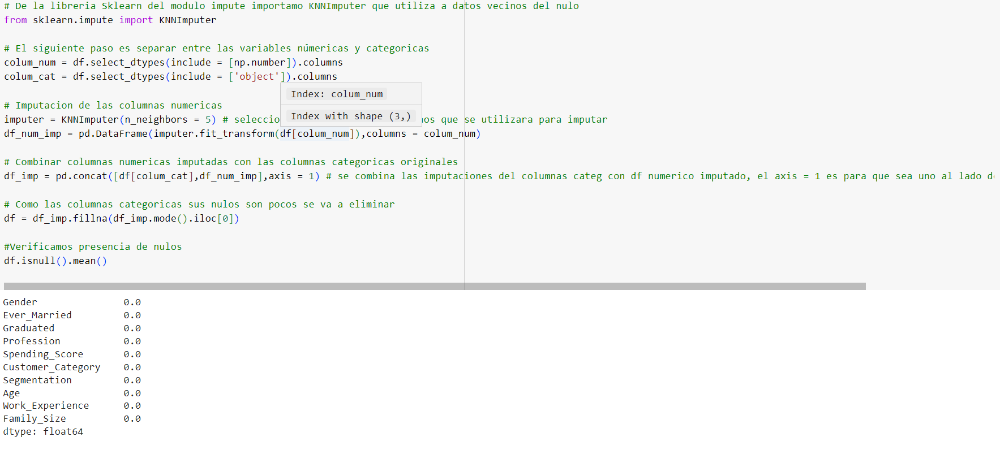 # De la libreria Sklearn del modulo impute importamo KNNImputer que utiliza a datos vecinos del nulo
from sklearn.impute import KNNImputer
# El siguiente paso es separar entre las variables númericas y categoricas
colum_num = df.select_dtypes(include = [np.number]).columns
colum_cat = df.select_dtypes(include = ['object']).columns
Index: colum_num
# Imputacion de las columnas numericas
Index with shape (3,)
imputer = KNNImputer(n_neighbors = 5) # que se utilizara para imputar
df_num_imp = pd.DataFrame(imputer.fit_transform(df[colum_num]),columns = colum_num)
# Combinar columnas numericas imputadas con las columnas categoricas originales
df_imp = pd.concat([df[colum_cat],df_num_imp],axis = 1) # se combina las imputaciones del columnas categ con df numerico imputado, el axis = 1 es para que sea uno al lado
# Como las columnas categoricas sus nulos son pocos se va a eliminar
df = df_imp.fillna(df_imp.mode().iloc[0])
#Verificamos presencia de nulos
df.isnull().mean()
Gender 0.0
Ever_Married 0.0
Graduated 0.0
Profession 0.0
Spending_Score 0.0
Customer_Category 0.0
Segmentation 0.0
Age 0.0
Work_Experience 0.0
Family_Size 0.0
dtype: float64